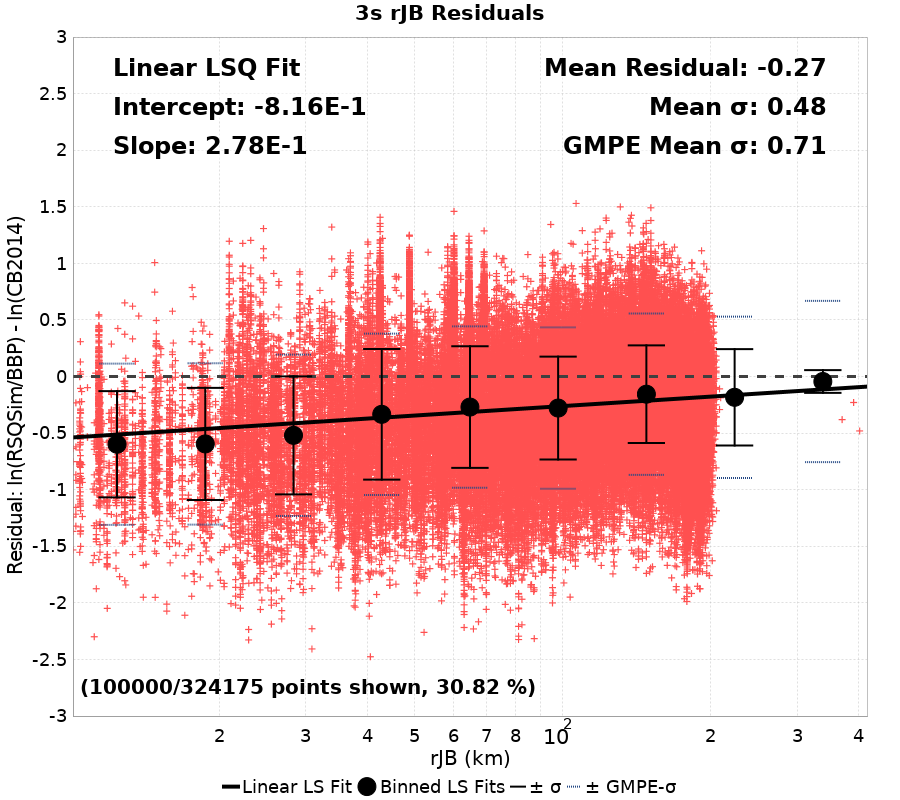 3s rJB Residuals
Linear LSQ Fit
Intercept: -8.16E-1
Slope: 2.78E-1
Mean Residual: -0.27
Mean σ: 0.48
GMPE Mean σ: 0.71
3
2.5
2
1.5
1
0.5
0
-0.5
-1
-1.5
-2
-2.5
-3
Residual: ln(RSQSim/BBP) - ln(CB2014)
(100000/324175 points shown, 30.82 %)
2 3 4 5 6 7 8 10² 2 3 4
rJB (km)
Linear LS Fit Binned LS Fits ± σ ± GMPE-σ